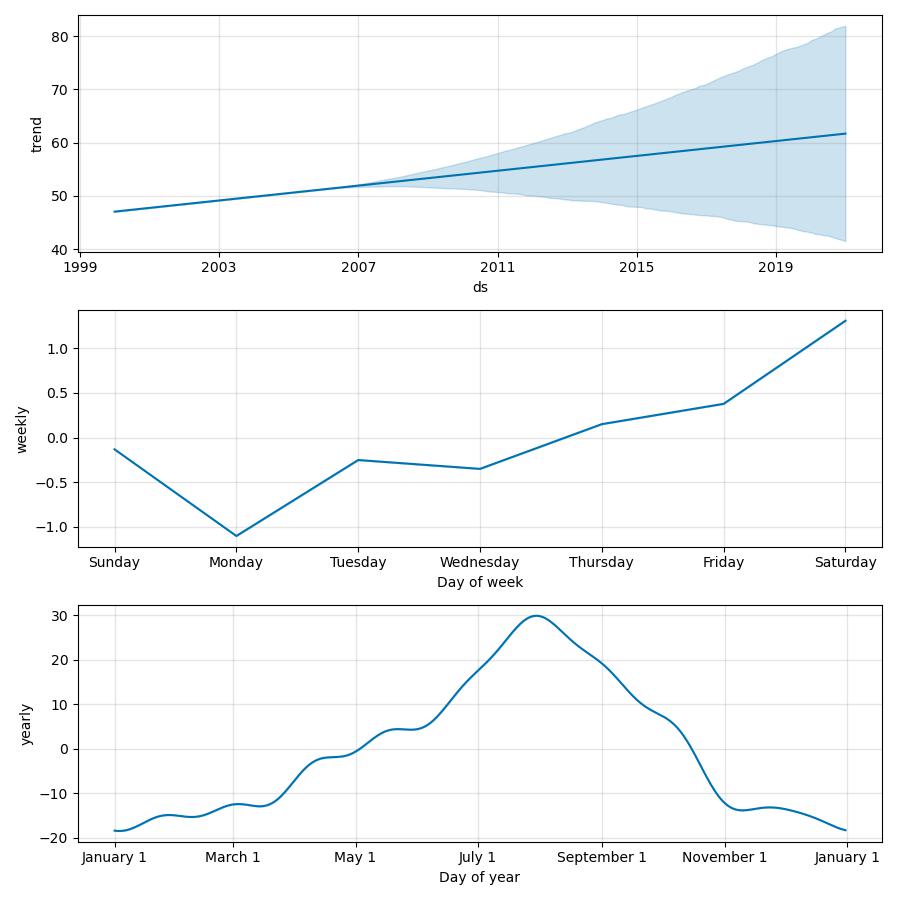 80
70
60
50
40
trend
1999 2003 2007 2011 2015 2019
ds
1.0
0.5
0.0
−0.5
−1.0
weekly
Sunday Monday Tuesday Wednesday Thursday Friday Saturday
Day of week
30
20
10
0
−10
−20
yearly
January 1 March 1 May 1 July 1 September 1 November 1 January 1
Day of year